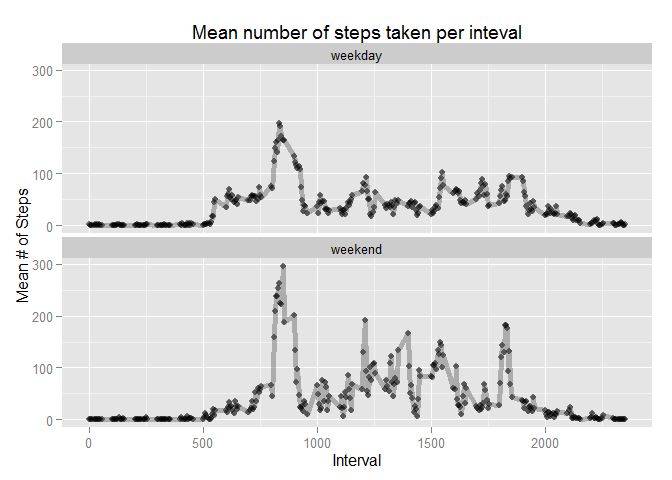 Mean number of steps taken per inteval
weekday
300
200
100
0
Mean # of Steps
weekend
300
200
100
0
0 500 1000 1500 2000
Interval